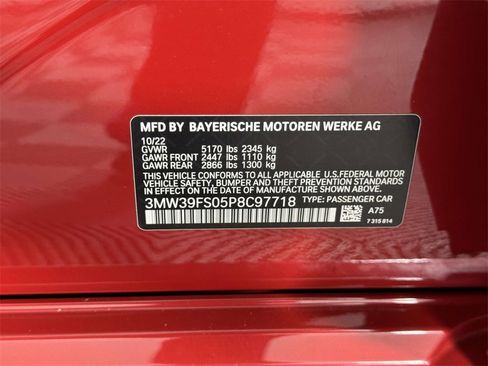 MFD BY BAYERISCHE MOTOREN WERKE AG
10/22
GVWR 5170 lbs 2345 kg
GAWR FRONT 2447 lbs 1110 kg
GAWR REAR 2866 lbs 1300 kg
THIS VEHICLE CONFORMS TO ALL APPLICABLE U.S.FEDERAL MOTOR
VEHICLE SAFETY, BUMPER,AND THEFT PREVENTION STANDARDS IN
EFFECT ON THE DATE OF MANUFACTURE SHOWN ABOVE.
3MW39FS05P8C97718 TYPE: PASSENGER CAR
A75
7 315 814